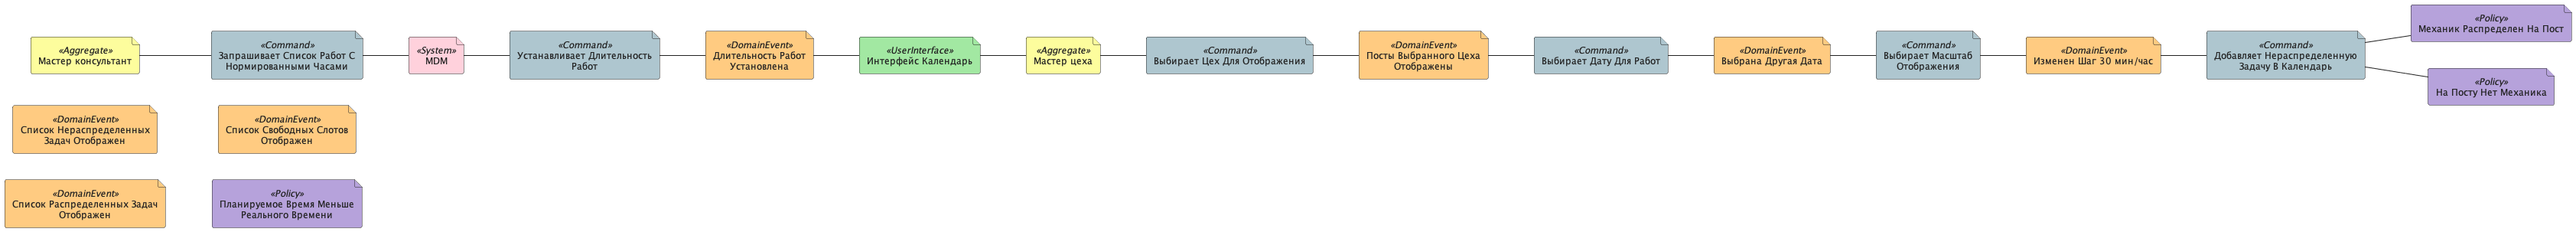 «Aggregate»
Мастер консультант
«Command»
Запрашивает Список Работ С
Нормированными Часами
«System»
MDM
«Command»
Устанавливает Длительность
Работ
«DomainEvent»
Длительность Работ
Установлена
«UserInterface»
Интерфейс Календарь
«Aggregate»
Мастер цеха
«Command»
Выбирает Цех Для Отображения
«DomainEvent»
Посты Выбранного Цеха
Отображены
«Command»
Выбирает Дату Для Работ
«DomainEvent»
Выбрана Другая Дата
«Command»
Выбирает Масштаб
Отображения
«DomainEvent»
Изменен Шаг 30 мин/час
«Command»
Добавляет Нераспределенную
Задачу В Календарь
«Policy»
Механик Распределен На Пост
«Policy»
На Посту Нет Механика
«DomainEvent»
Список Нераспределенных
Задач Отображен
«DomainEvent»
Список Свободных Слотов
Отображен
«DomainEvent»
Список Распределенных Задач
Отображен
«Policy»
Планируемое Время Меньше
Реального Времени